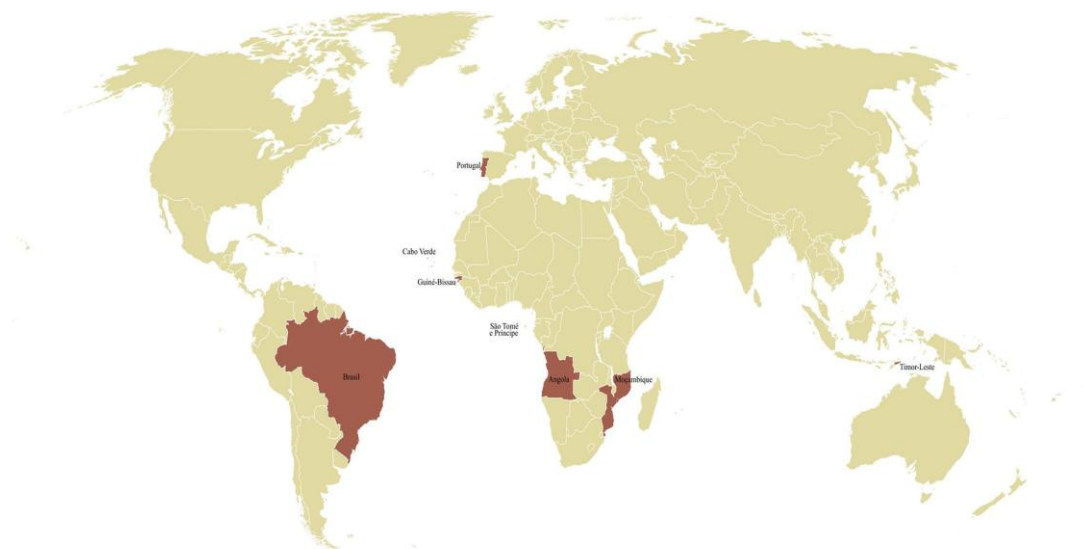 Portugal
Cabo Verde
Guiné-Bissau
São Tomé
e Príncipe
Timor-Leste
Brasil
Angola
Moçambique